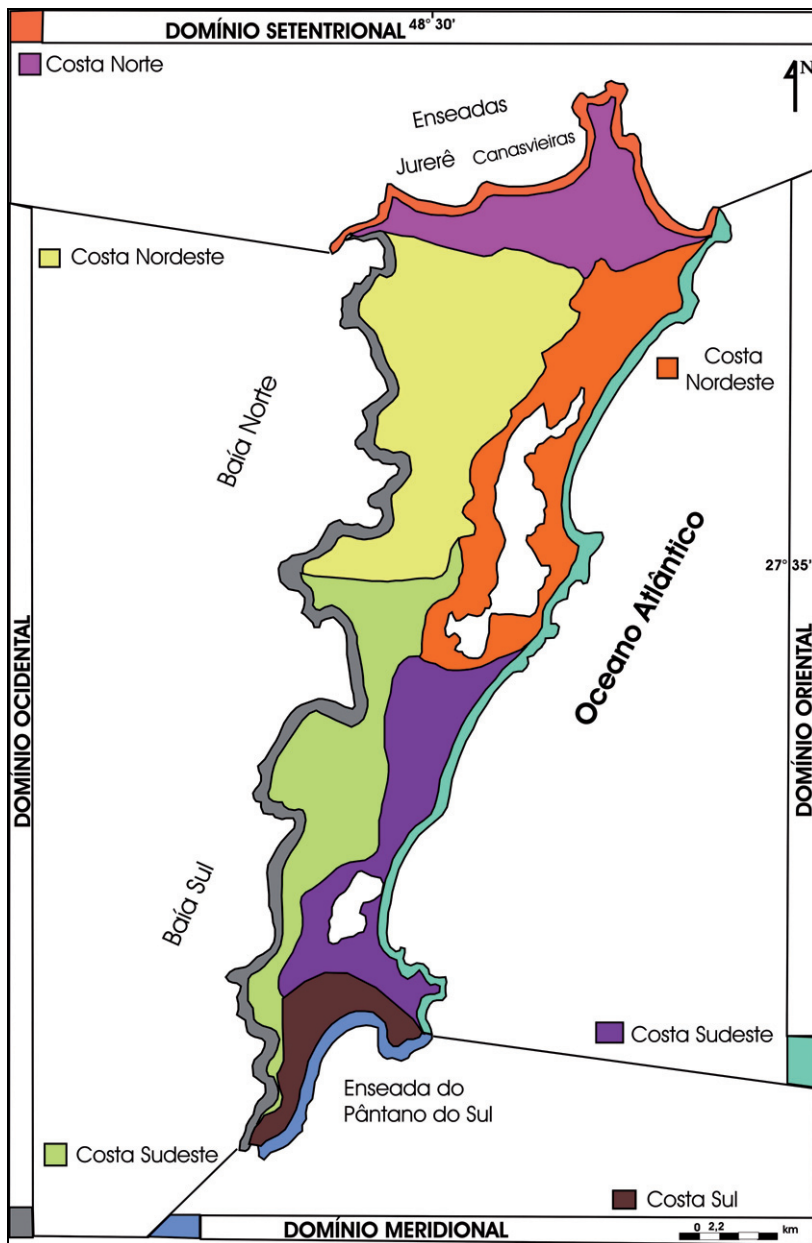 DOMÍNIO SETENTRIONAL
48° 30'
Costa Norte
N
Enseadas
Jurerê Canasvieiras
Costa Nordeste
Costa
Nordeste
Baía Norte
Oceano Atlântico
27° 35'
DOMÍNIO OCIDENTAL
DOMÍNIO ORIENTAL
Baía Sul
Costa Sudeste
Enseada do
Pântano do Sul
Costa Sudeste
Costa Sul
DOMÍNIO MERIDIONAL
0 2,2 km